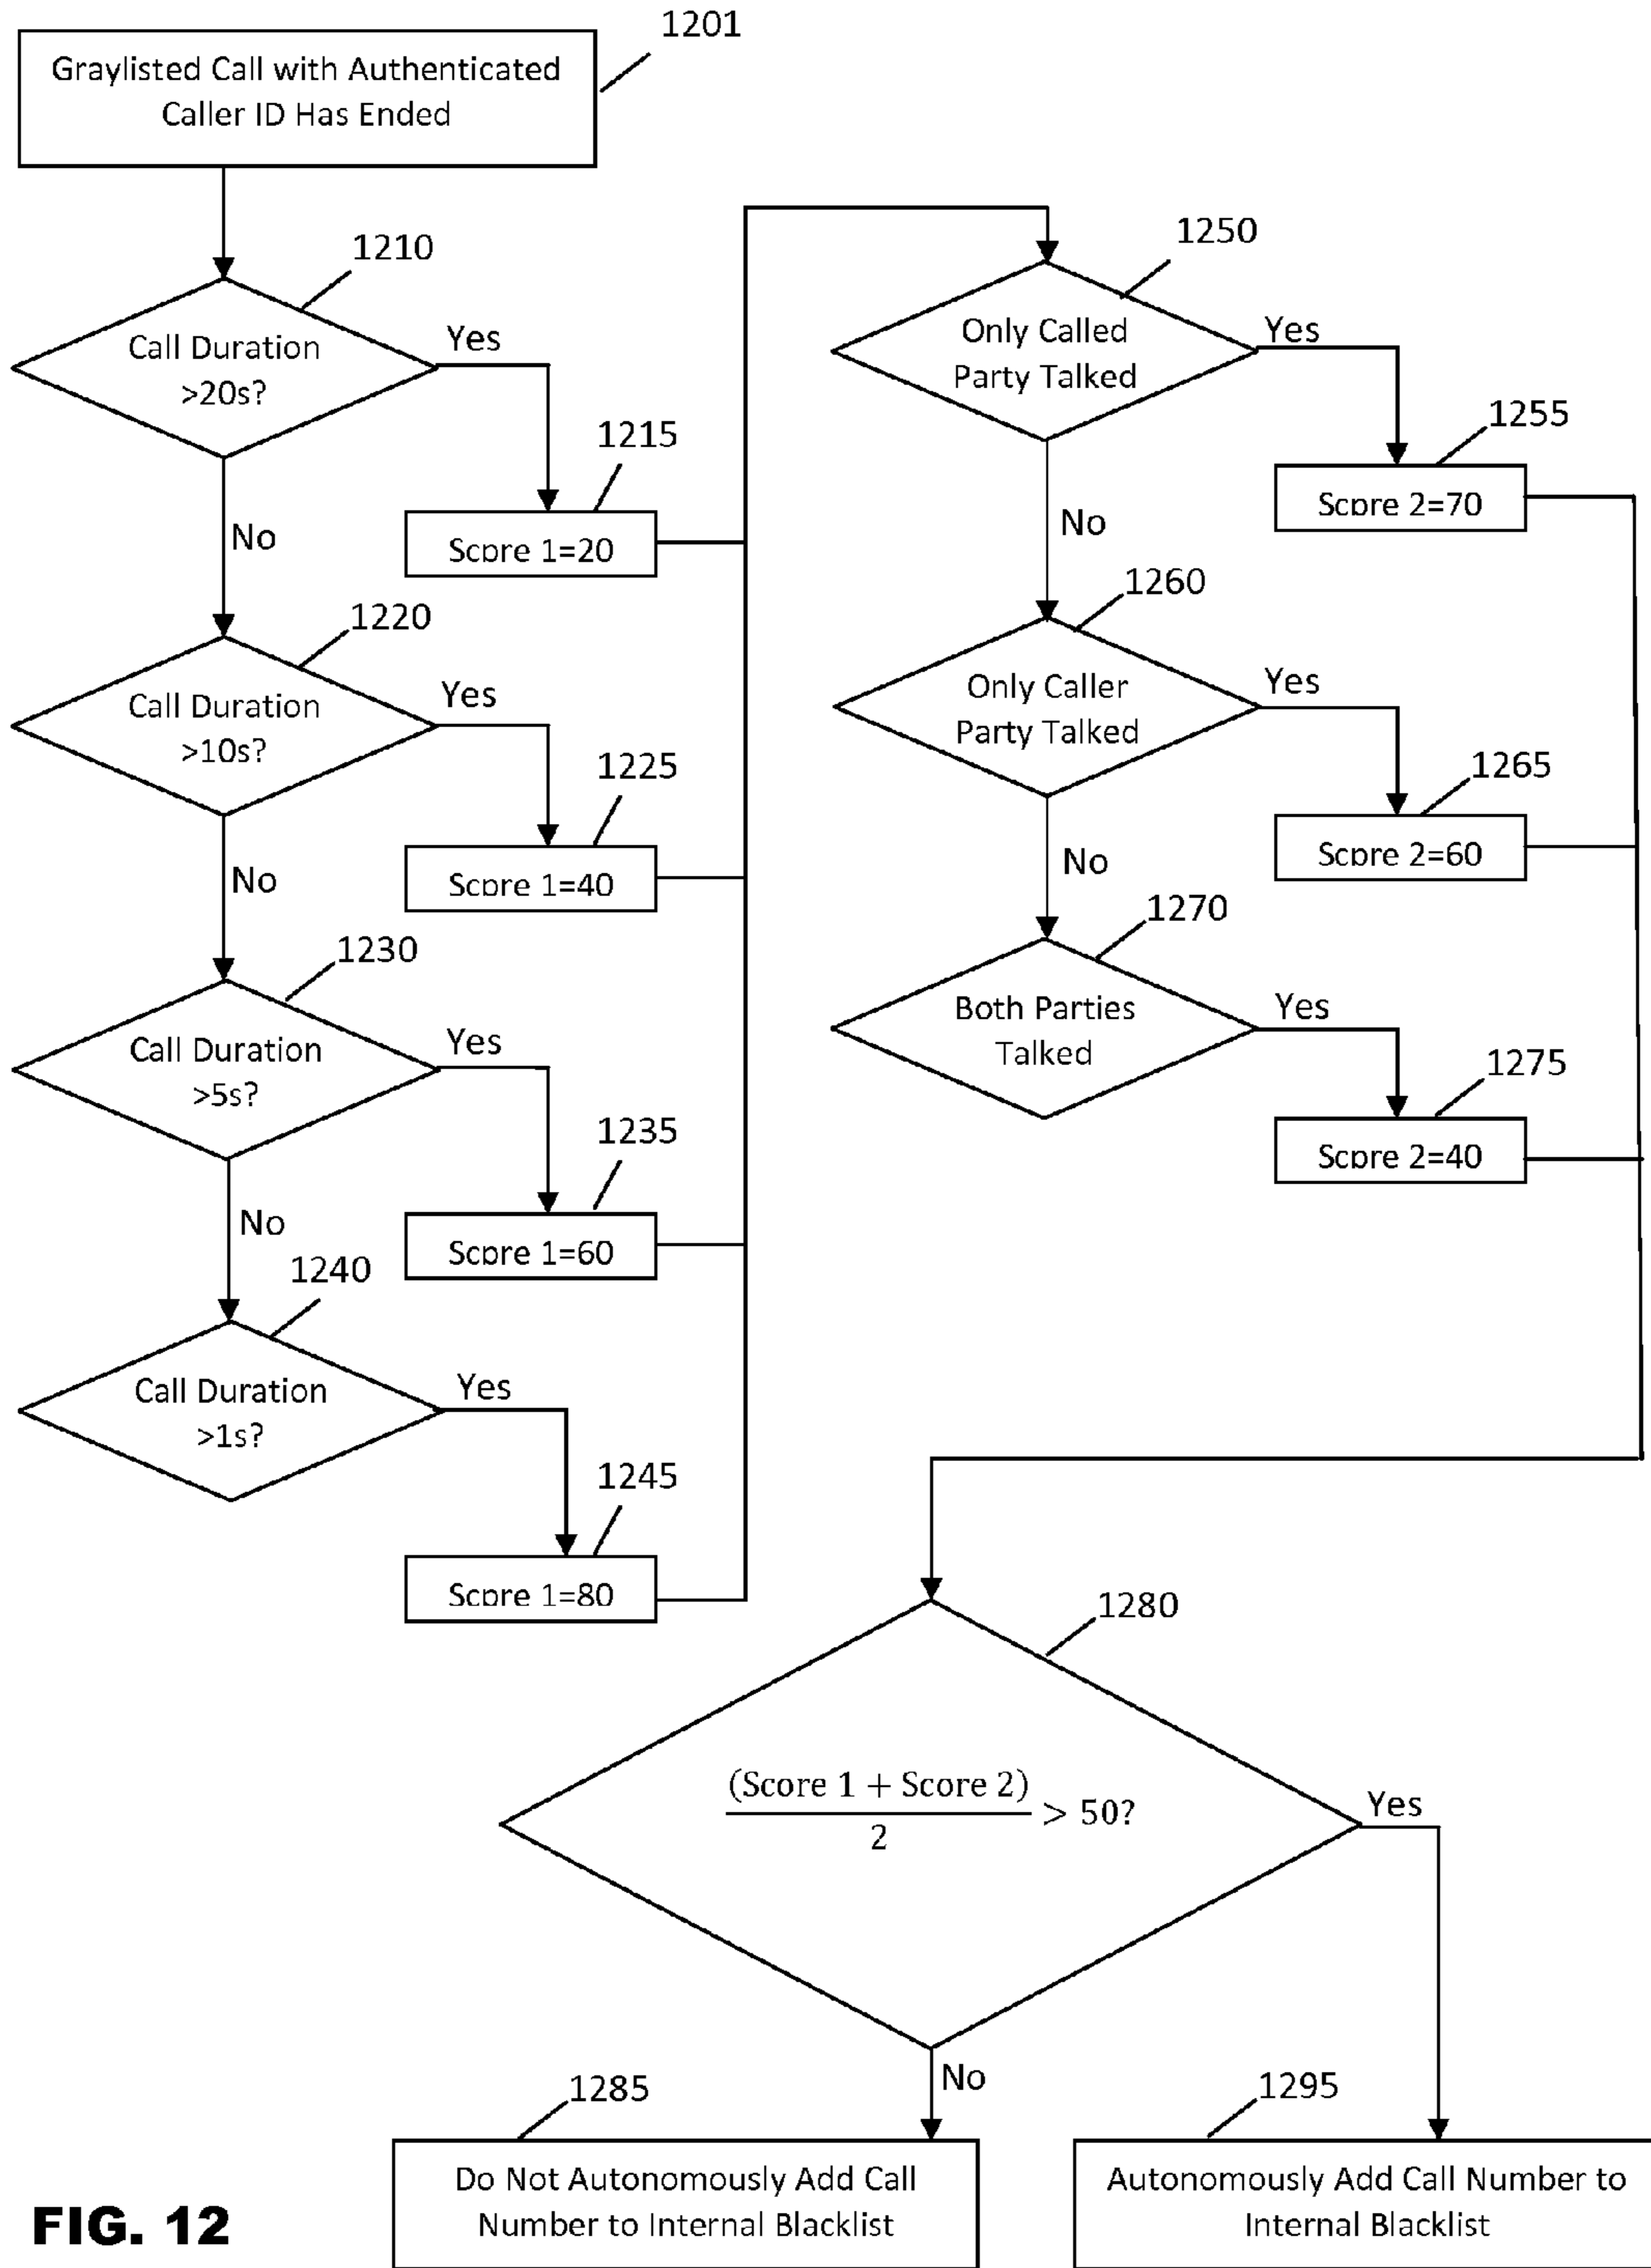 1201
Graylisted Call with Authenticated
Caller ID Has Ended
1210
Call Duration
>20s?
Yes
1215
Score 1=20
No
1220
Call Duration
>10s?
Yes
1225
Score 1=40
No
1230
Call Duration
>5s?
Yes
1235
Score 1=60
No
1240
Call Duration
>1s?
Yes
1245
Score 1=80
1250
Only Called
Party Talked
Yes
1255
Score 2=70
No
1260
Only Caller
Party Talked
Yes
1265
Score 2=60
No
1270
Both Parties
Talked
Yes
1275
Score 2=40
1280
(Score 1 + Score 2)
2
> 50?
Yes
No
1285
Do Not Autonomously Add Call
Number to Internal Blacklist
1295
Autonomously Add Call Number to
Internal Blacklist
FIG. 12